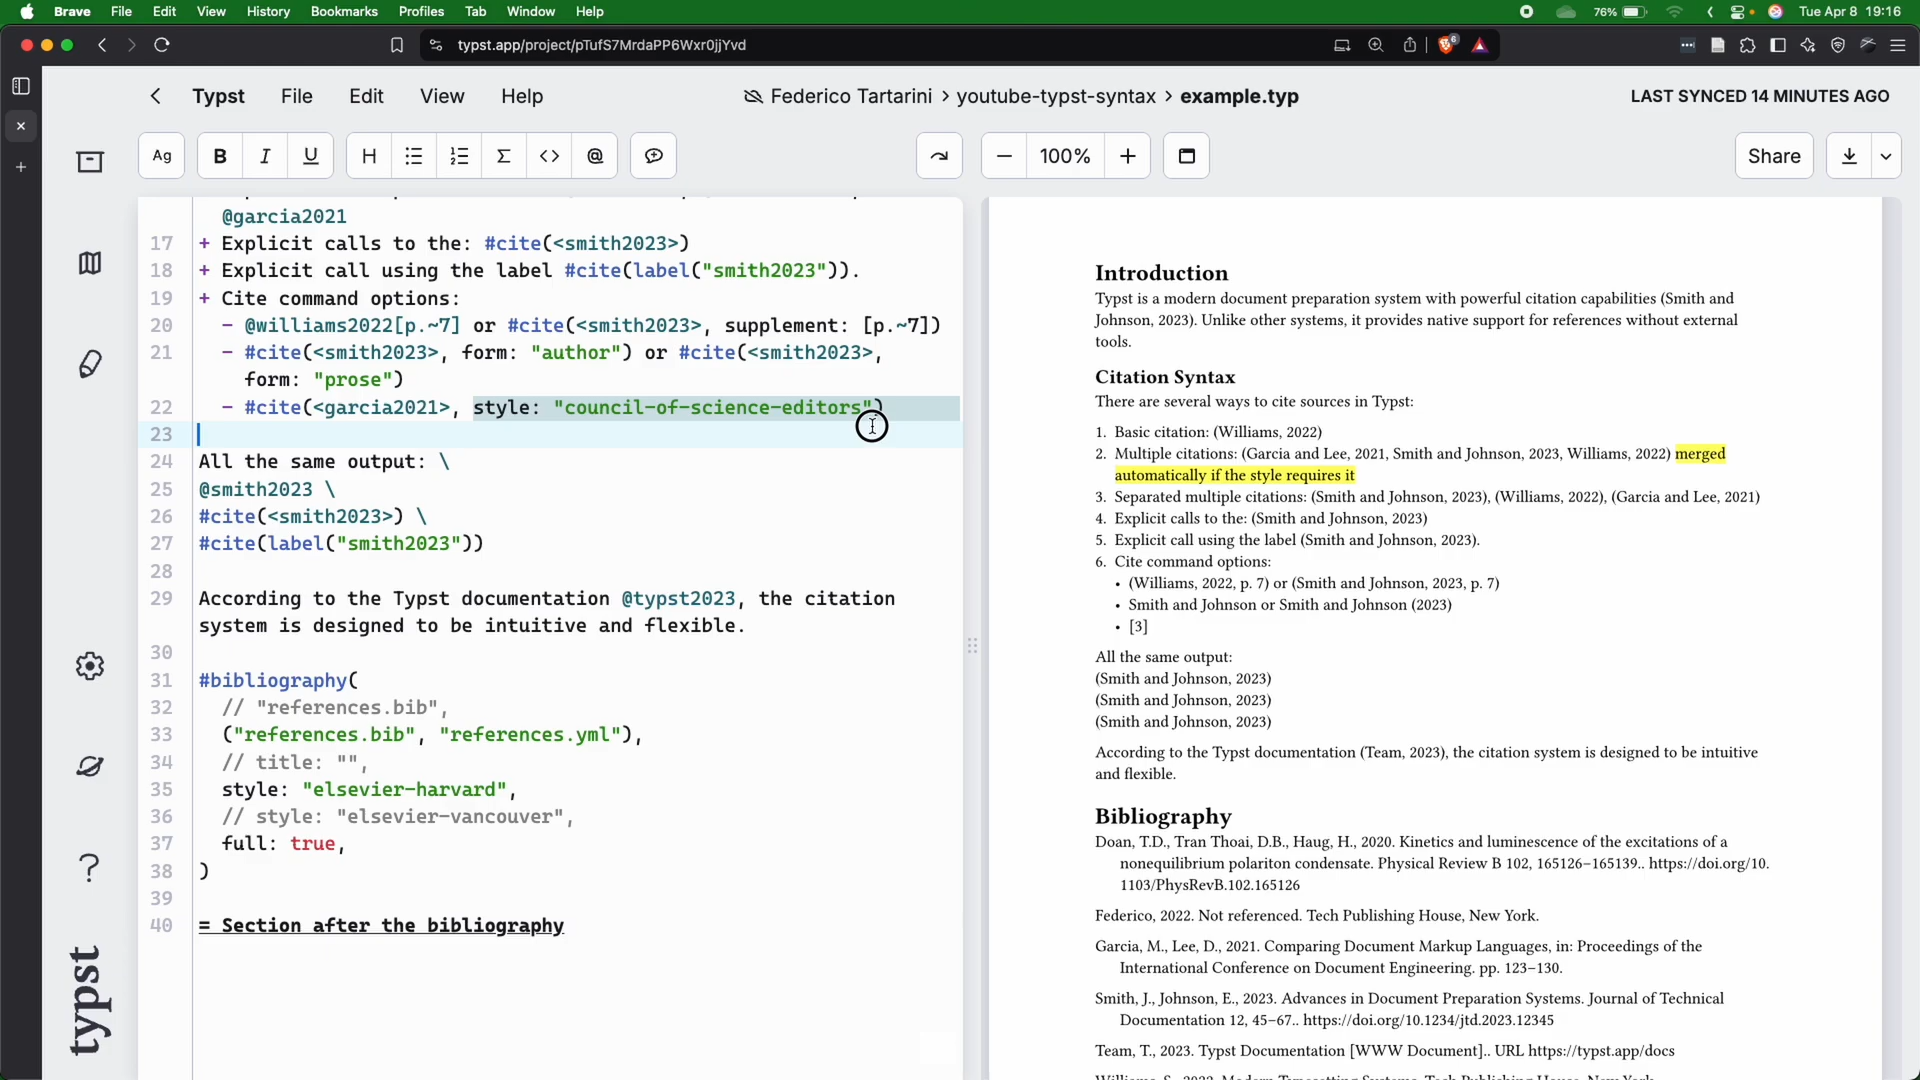 Brave File Edit View History Bookmarks Profiles Tab Window Help
76% Tue Apr 8 19:16
typst.app/project/pTufS7MrdaPP6Wxr0jjYvd
6
Typst File Edit View Help
Federico Tartarini > youtube-typst-syntax > example.typ
LAST SYNCED 14 MINUTES AGO
Ag B I U H Σ <> @
100%
Share
@garcia2021
17 + Explicit calls to the: #cite(<smith2023>)
18 + Explicit call using the label #cite(label("smith2023")).
19 + Cite command options:
20 - @williams2022[p.~7] or #cite(<smith2023>, supplement: [p.~7])
21 - #cite(<smith2023>, form: "author") or #cite(<smith2023>,
form: "prose")
22 - #cite(<garcia2021>, style: "council-of-science-editors")
23
24 All the same output: \
25 @smith2023 \
26 #cite(<smith2023>) \
27 #cite(label("smith2023"))
28
29 According to the Typst documentation @typst2023, the citation
system is designed to be intuitive and flexible.
30
31 #bibliography(
32 // "references.bib",
33 ("references.bib", "references.yml"),
34 // title: "",
35 style: "elsevier-harvard",
36 // style: "elsevier-vancouver",
37 full: true,
38 )
39
40 = Section after the bibliography
typst
Introduction
Typst is a modern document preparation system with powerful citation capabilities (Smith and
Johnson, 2023). Unlike other systems, it provides native support for references without external
tools.
Citation Syntax
There are several ways to cite sources in Typst:
1. Basic citation: (Williams, 2022)
2. Multiple citations: (Garcia and Lee, 2021, Smith and Johnson, 2023, Williams, 2022) merged
automatically if the style requires it
3. Separated multiple citations: (Smith and Johnson, 2023), (Williams, 2022), (Garcia and Lee, 2021)
4. Explicit calls to the: (Smith and Johnson, 2023)
5. Explicit call using the label (Smith and Johnson, 2023).
6. Cite command options:
• (Williams, 2022, p. 7) or (Smith and Johnson, 2023, p. 7)
• Smith and Johnson or Smith and Johnson (2023)
• [3]
All the same output:
(Smith and Johnson, 2023)
(Smith and Johnson, 2023)
(Smith and Johnson, 2023)
According to the Typst documentation (Team, 2023), the citation system is designed to be intuitive
and flexible.
Bibliography
Doan, T.D., Tran Thoai, D.B., Haug, H., 2020. Kinetics and luminescence of the excitations of a
nonequilibrium polariton condensate. Physical Review B 102, 165126–165139.. https://doi.org/10.
1103/PhysRevB.102.165126
Federico, 2022. Not referenced. Tech Publishing House, New York.
Garcia, M., Lee, D., 2021. Comparing Document Markup Languages, in: Proceedings of the
International Conference on Document Engineering. pp. 123–130.
Smith, J., Johnson, E., 2023. Advances in Document Preparation Systems. Journal of Technical
Documentation 12, 45–67.. https://doi.org/10.1234/jtd.2023.12345
Team, T., 2023. Typst Documentation [WWW Document].. URL https://typst.app/docs